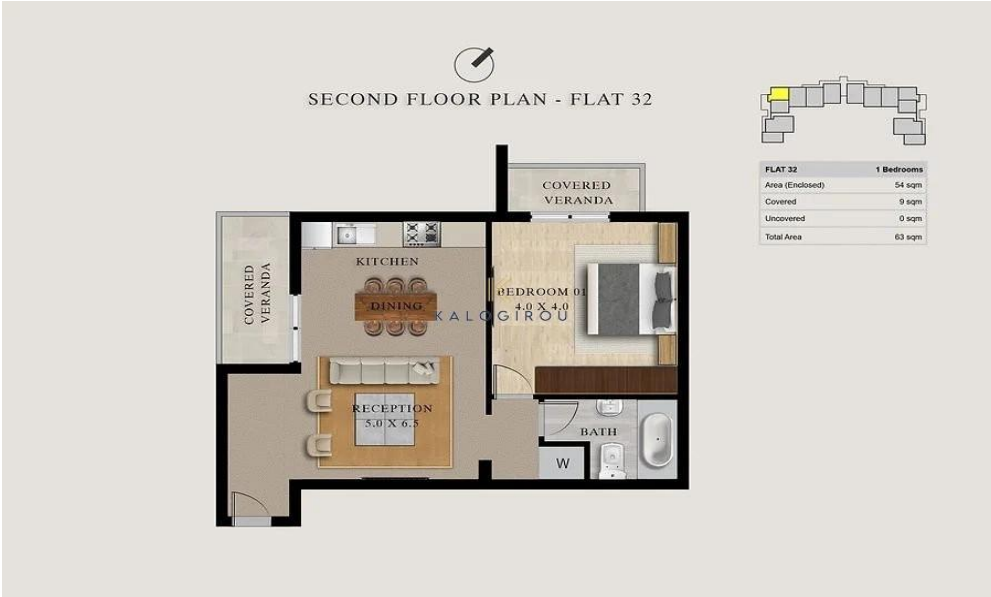 SECOND FLOOR PLAN - FLAT 32
FLAT 32 1 Bedrooms
Area (Enclosed) 54 sqm
Covered 9 sqm
Uncovered 0 sqm
Total Area 63 sqm
COVERED
VERANDA
COVERED
VERANDA
KITCHEN
DINING
BEDROOM 01
4.0 X 4.0
KALOGIROU
RECEPTION
5.0 X 6.5
BATH
W